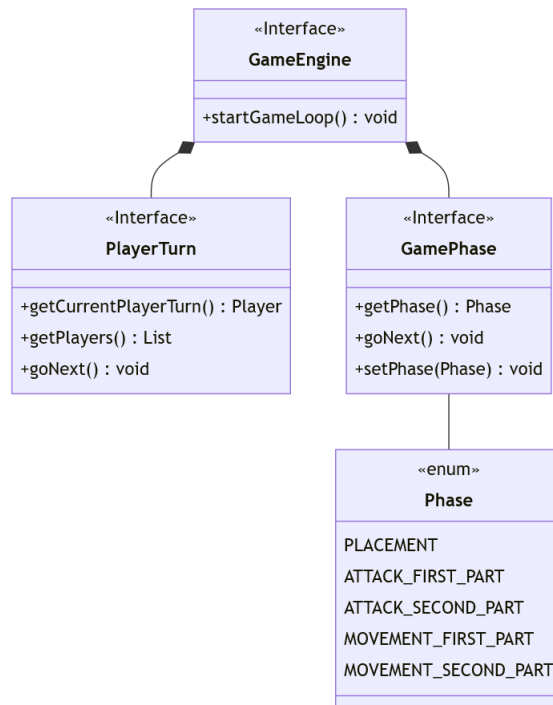 «Interface»
GameEngine
+startGameLoop() : void
«Interface»
PlayerTurn
+getCurrentPlayerTurn() : Player
+getPlayers() : List
+goNext() : void
«Interface»
GamePhase
+getPhase() : Phase
+goNext() : void
+setPhase(Phase) : void
«enum»
Phase
PLACEMENT
ATTACK_FIRST_PART
ATTACK_SECOND_PART
MOVEMENT_FIRST_PART
MOVEMENT_SECOND_PART